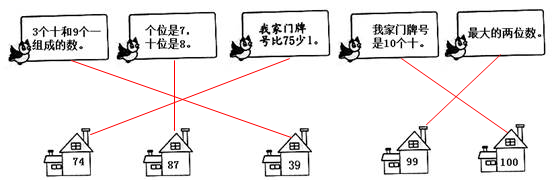 3个十和9个一
组成的数。
个位是7，
十位是8。
我家门牌
号比75少1。
我家门牌号
是10个十。
最大的两位数。
74
87
39
99
100